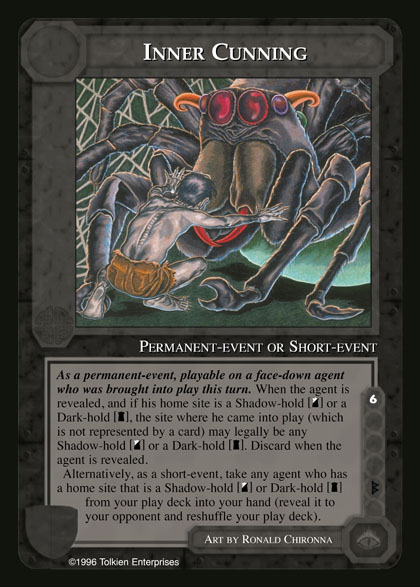 INNER CUNNING
PERMANENT-EVENT OR SHORT-EVENT
As a permanent-event, playable on a face-down agent
who was brought into play this turn. When the agent is
revealed, and if his home site is a Shadow-hold [] or a
Dark-hold [], the site where he came into play (which
is not represented by a card) may legally be any
Shadow-hold [] or a Dark-hold []. Discard when the
agent is revealed.
Alternatively, as a short-event, take any agent who has
a home site that is a Shadow-hold [] or Dark-hold []
from your play deck into your hand (reveal it to
your opponent and reshuffle your play deck).
6
ART BY RONALD CHIRONNA
©1996 Tolkien Enterprises